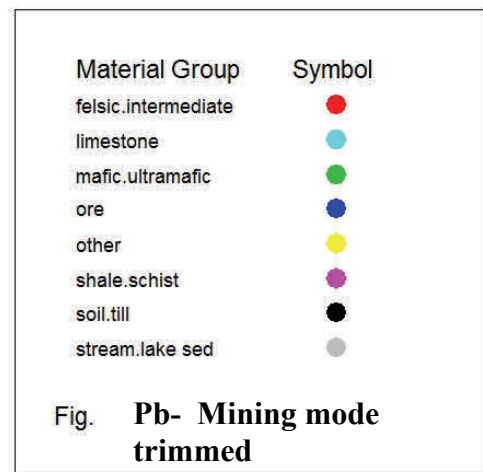 Material Group Symbol
felsic.intermediate
limestone
mafic.ultramafic
ore
other
shale.schist
soil.till
stream.lake sed
Fig. Pb- Mining mode
trimmed